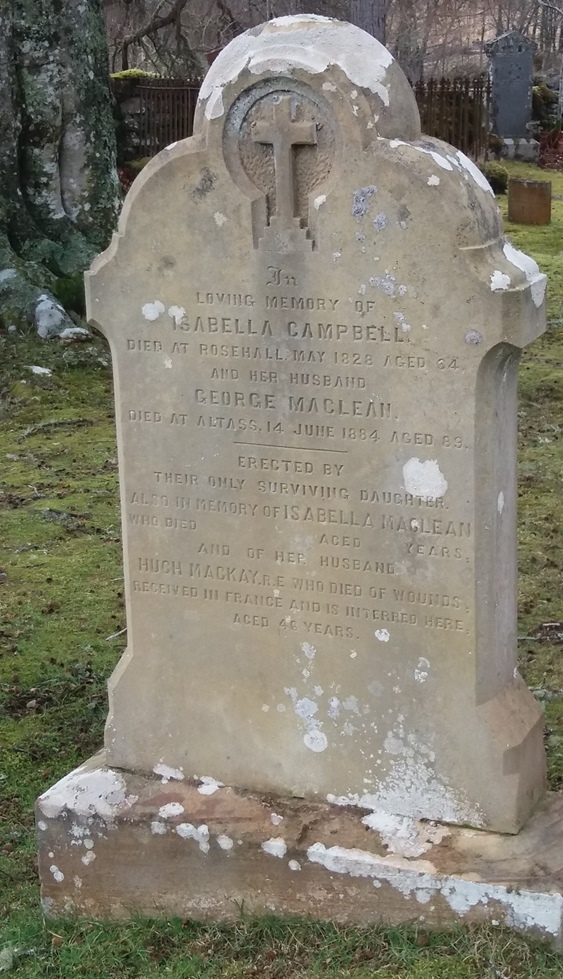 In
LOVING MEMORY OF
ISABELLA CAMPBELL.
DIED AT ROSEHALL, MAY 1828 AGED 34
AND HER HUSBAND
GEORGE MACLEAN.
DIED AT ALTASS, 14 JUNE 1884 AGED 89.
ERECTED BY
THEIR ONLY SURVIVING DAUGHTER.
ALSO IN MEMORY OF ISABELLA MACLEAN
WHO DIED AGED YEARS:
AND OF HER HUSBAND
HUGH MACKAY, R.E WHO DIED OF WOUNDS,
RECEIVED IN FRANCE AND IS INTERRED HERE,
AGED 46 YEARS.